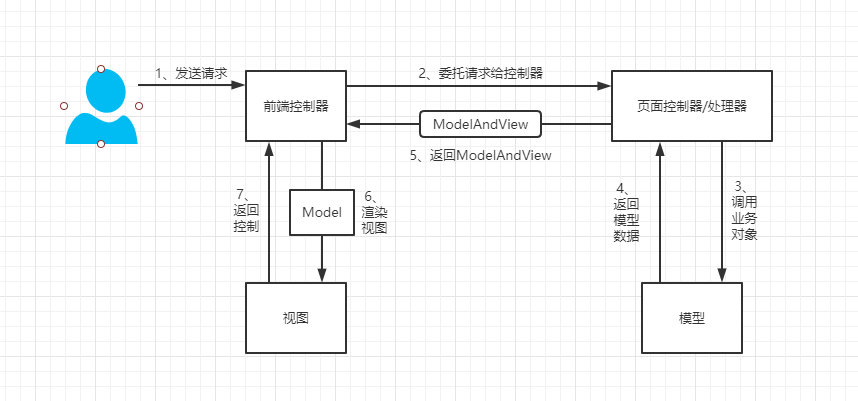 1、发送请求
2、委托请求给控制器
前端控制器
页面控制器/处理器
ModelAndView
5、返回ModelAndView
7、
返回
控制
Model
6、
渲染
视图
4、
返回
模型
数据
3、
调用
业务
对象
视图
模型